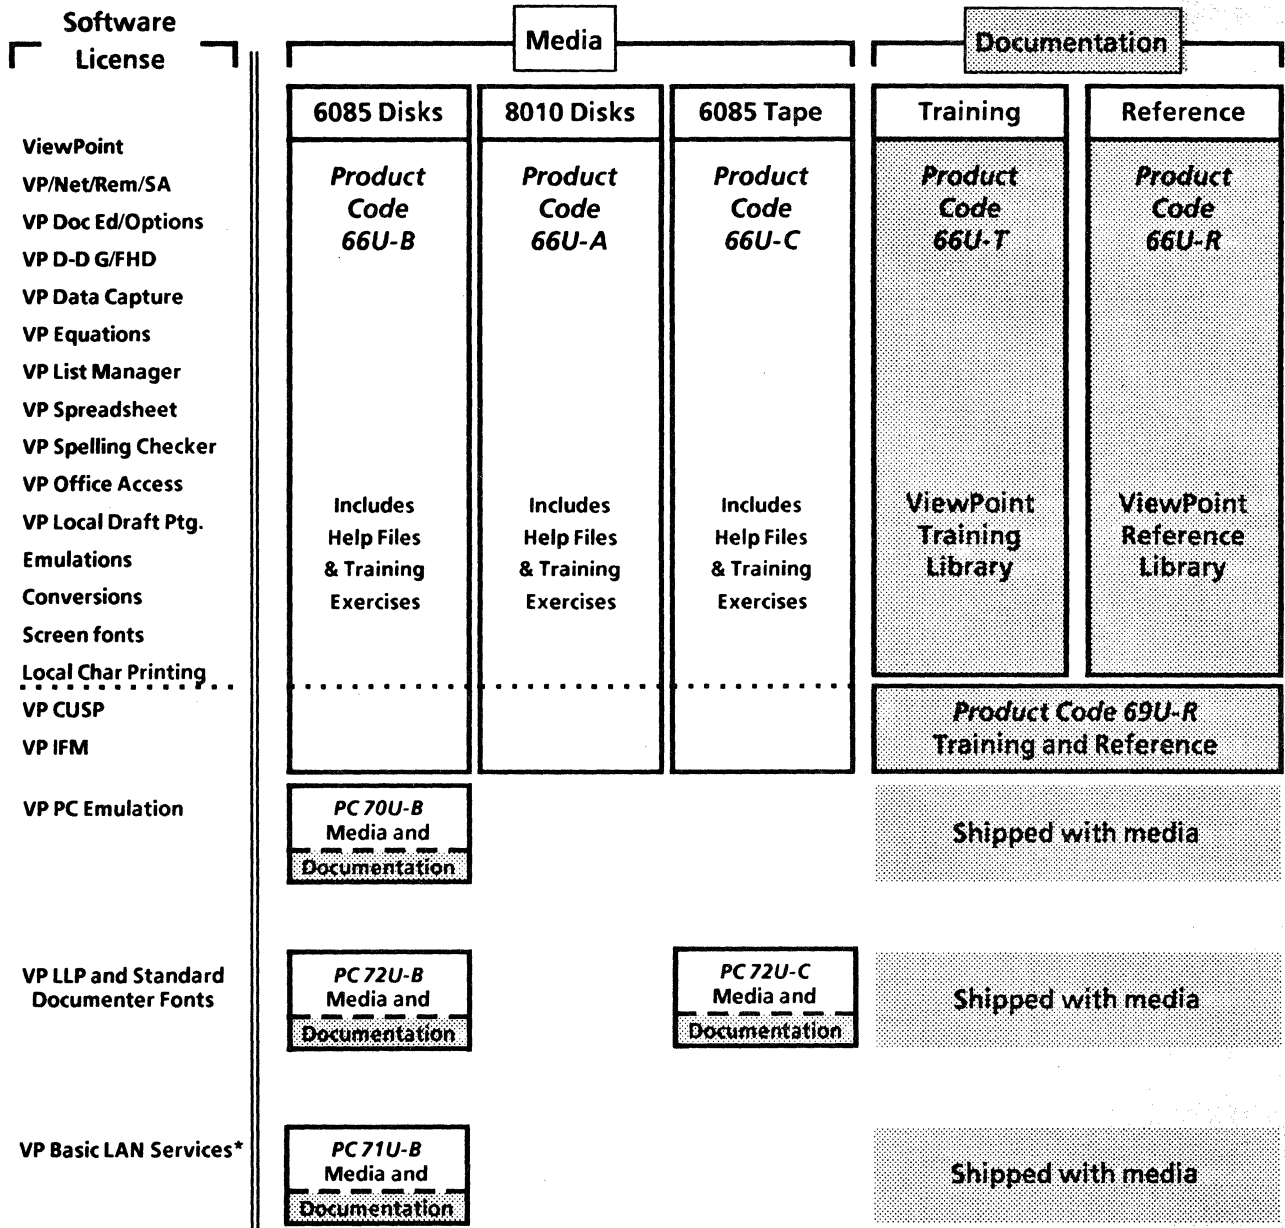 Software
License
Media
Documentation
6085 Disks
8010 Disks
6085 Tape
Training
Reference
ViewPoint
VP/Net/Rem/SA
VP Doc Ed/Options
VP D-D G/FHD
VP Data Capture
VP Equations
VP List Manager
VP Spreadsheet
VP Spelling Checker
VP Office Access
VP Local Draft Ptg.
Emulations
Conversions
Screen fonts
Local Char Printing
VP CUSP
VP IFM
Product
Code
66U-B
Includes
Help Files
& Training
Exercises
Product
Code
66U-A
Includes
Help Files
& Training
Exercises
Product
Code
66U-C
Includes
Help Files
& Training
Exercises
Product
Code
66U-T
ViewPoint
Training
Library
Product
Code
66U-R
ViewPoint
Reference
Library
Product Code 69U-R
Training and Reference
VP PC Emulation
PC 70U-B
Media and
Documentation
Shipped with media
VP LLP and Standard
Documenter Fonts
PC 72U-B
Media and
Documentation
PC 72U-C
Media and
Documentation
Shipped with media
VP Basic LAN Services*
PC 71U-B
Media and
Documentation
Shipped with media